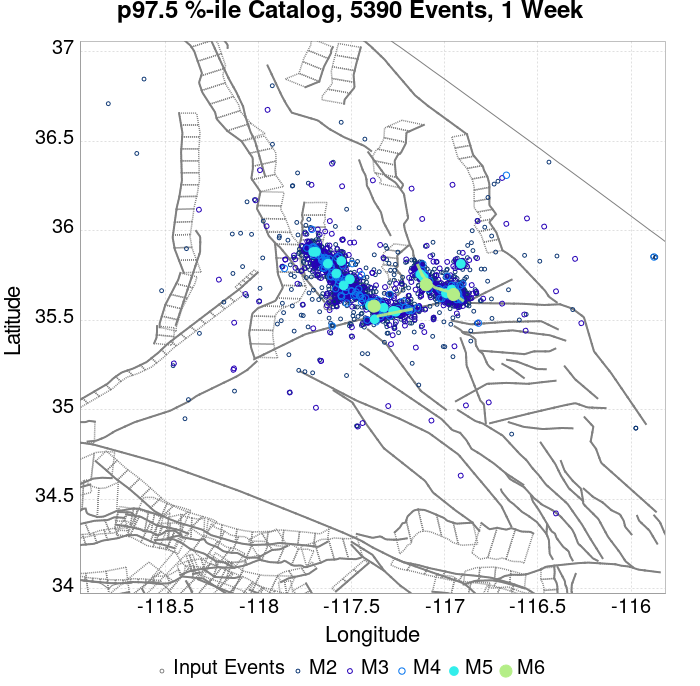 p97.5 %-ile Catalog, 5390 Events, 1 Week
37
36.5
36
35.5
35
34.5
34
Latitude
-118.5 -118 -117.5 -117 -116.5 -116
Longitude
Input Events M2 M3 M4 M5 M6